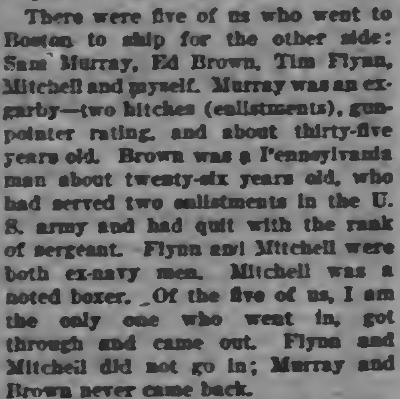 There were five of us who went to
Boston to ship for the other side:
Sam Murray, Ed Brown, Tim Flynn,
Mitchell and myself. Murray was an ex-
garby—two hitches (enlistments), gun-
pointer rating, and about thirty-five
years old. Brown was a Pennsylvania
man about twenty-six years old, who
had served two enlistments in the U.
S. army and had quit with the rank
of sergeant. Flynn and Mitchell were
both ex-navy men. Mitchell was a
noted boxer. Of the five of us, I am
the only one who went in, got
through and came out. Flynn and
Mitchell did not go in; Murray and
Brown never came back.